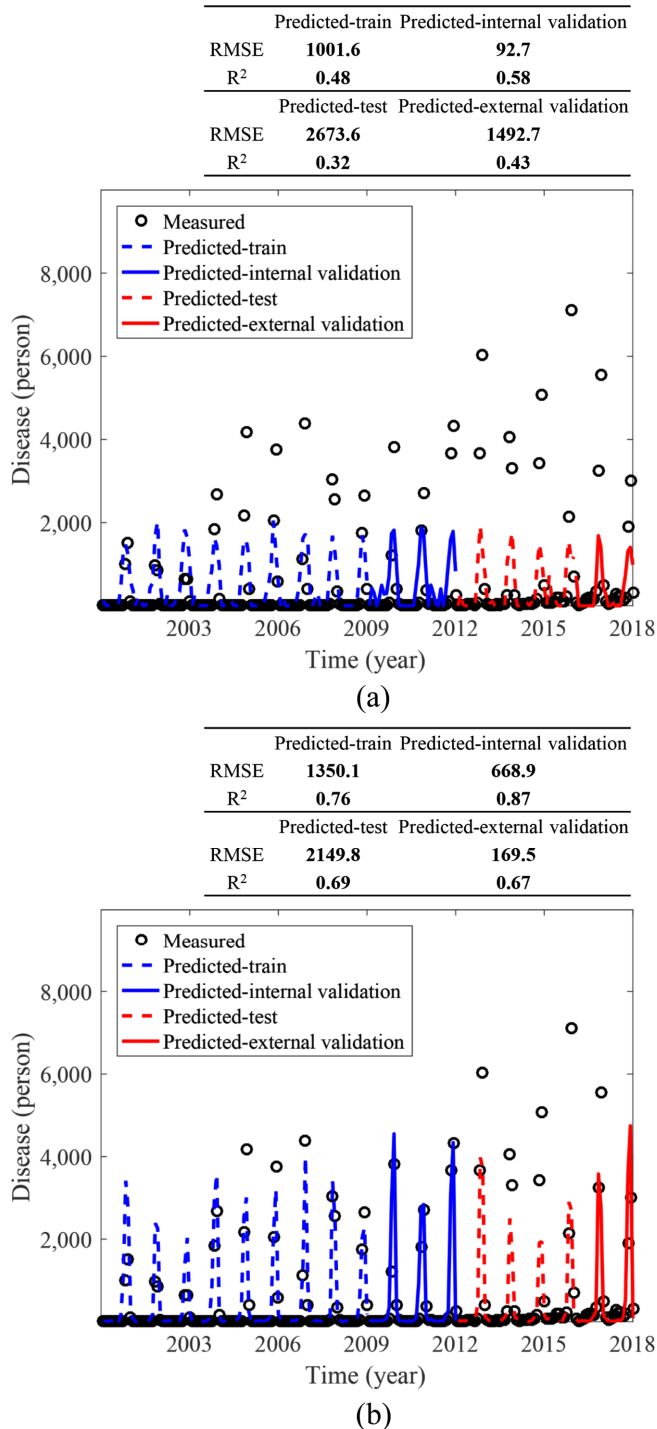 Predicted-train Predicted-internal validation
RMSE 1001.6 92.7
R² 0.48 0.58
Predicted-test Predicted-external validation
RMSE 2673.6 1492.7
R² 0.32 0.43
Measured
Predicted-train
Predicted-internal validation
Predicted-test
Predicted-external validation
8,000
6,000
4,000
2,000
Disease (person)
2003 2006 2009 2012 2015 2018
Time (year)
(a)
Predicted-train Predicted-internal validation
RMSE 1350.1 668.9
R² 0.76 0.87
Predicted-test Predicted-external validation
RMSE 2149.8 169.5
R² 0.69 0.67
Measured
Predicted-train
Predicted-internal validation
Predicted-test
Predicted-external validation
8,000
6,000
4,000
2,000
Disease (person)
2003 2006 2009 2012 2015 2018
Time (year)
(b)